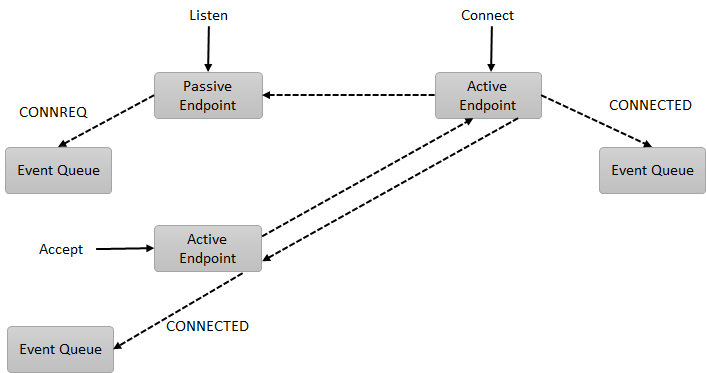 Listen
Connect
Passive
Endpoint
Active
Endpoint
CONNREQ
CONNECTED
Event Queue
Event Queue
Active
Endpoint
Accept
CONNECTED
Event Queue